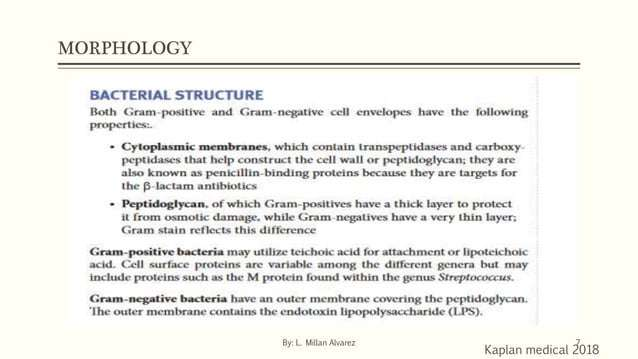 MORPHOLOGY
BACTERIAL STRUCTURE
Both Gram-positive and Gram-negative cell envelopes have the following
properties:.
• Cytoplasmic membranes, which contain transpeptidases and carboxy-
peptidases that help construct the cell wall or peptidoglycan; they are
also known as penicillin-binding proteins because they are targets for
the β-lactam antibiotics
• Peptidoglycan, of which Gram-positives have a thick layer to protect
it from osmotic damage, while Gram-negatives have a very thin layer;
Gram stain reflects this difference
Gram-positive bacteria may utilize teichoic acid for attachment or lipoteichoic
acid. Cell surface proteins are variable among the different genera but may
include proteins such as the M protein found within the genus Streptococcus.
Gram-negative bacteria have an outer membrane covering the peptidoglycan.
The outer membrane contains the endotoxin lipopolysaccharide (LPS).
By: L. Millan Alvarez
7
Kaplan medical 2018